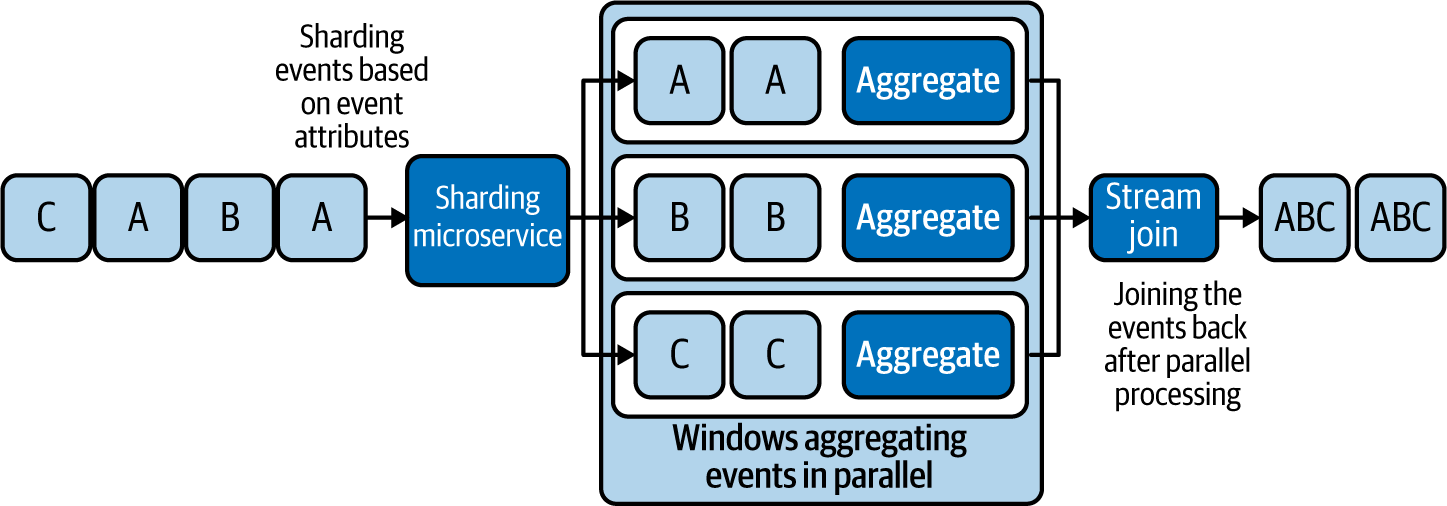 Sharding
events based
on event
attributes
C A B A
Sharding
microservice
A A Aggregate
B B Aggregate
C C Aggregate
Windows aggregating
events in parallel
Stream
join
ABC ABC
Joining the
events back
after parallel
processing